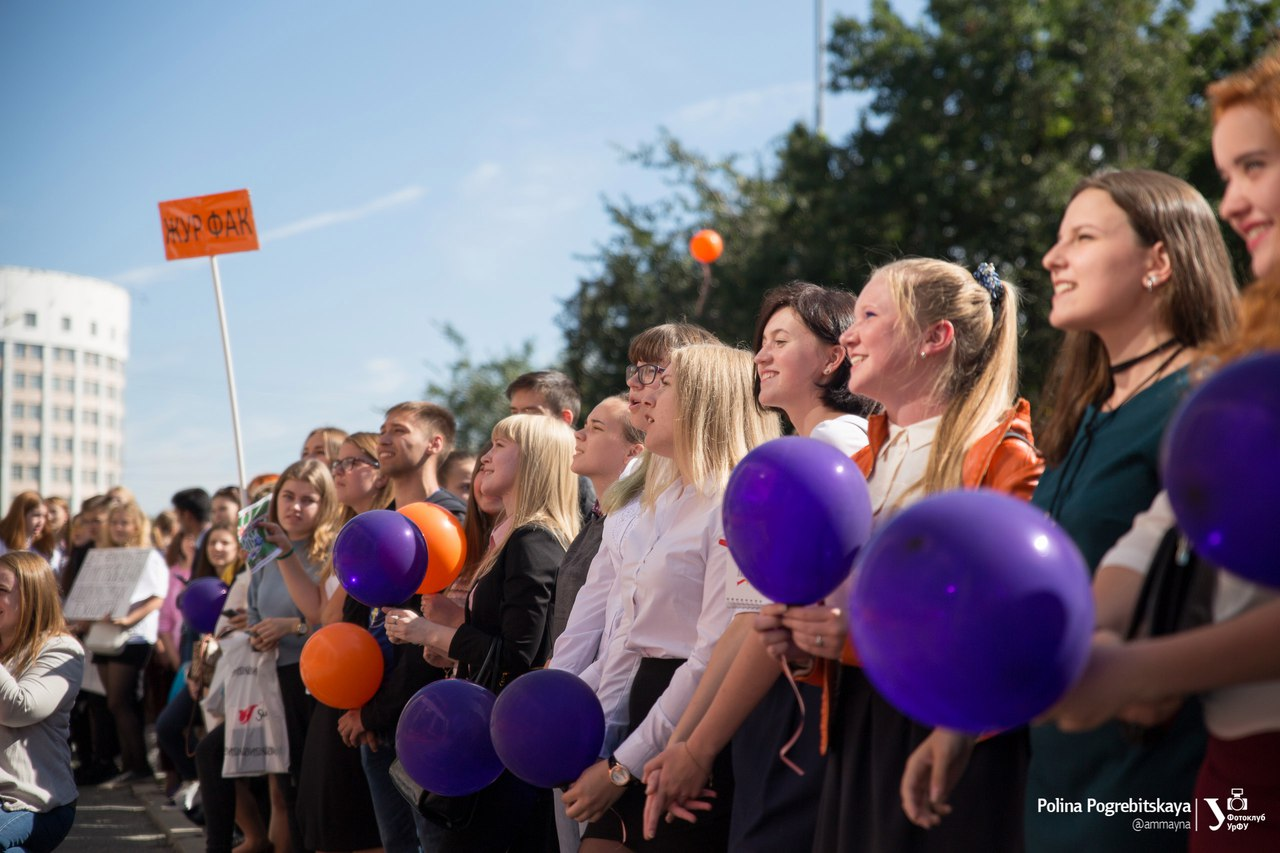 ЖУР ФАК
Polina Pogrebitskaya
@ammayna
Фотоклуб
УрФУ